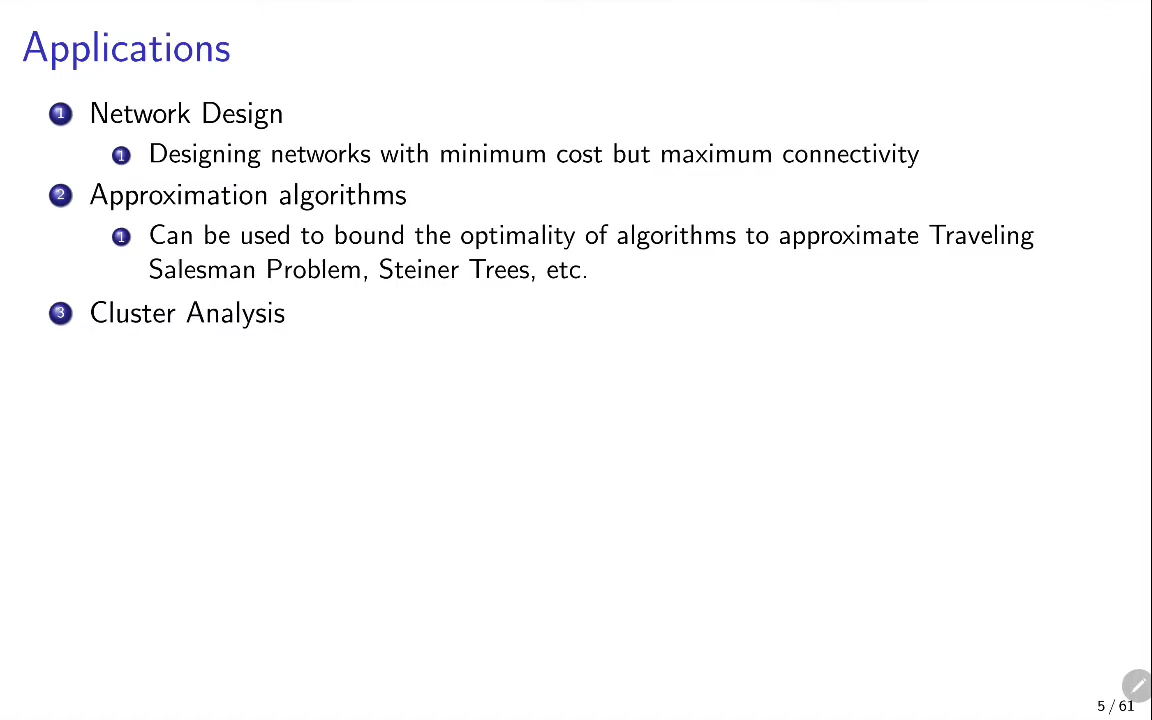 Applications
1 Network Design
1 Designing networks with minimum cost but maximum connectivity
2 Approximation algorithms
1 Can be used to bound the optimality of algorithms to approximate Traveling
Salesman Problem, Steiner Trees, etc.
3 Cluster Analysis
5 / 61